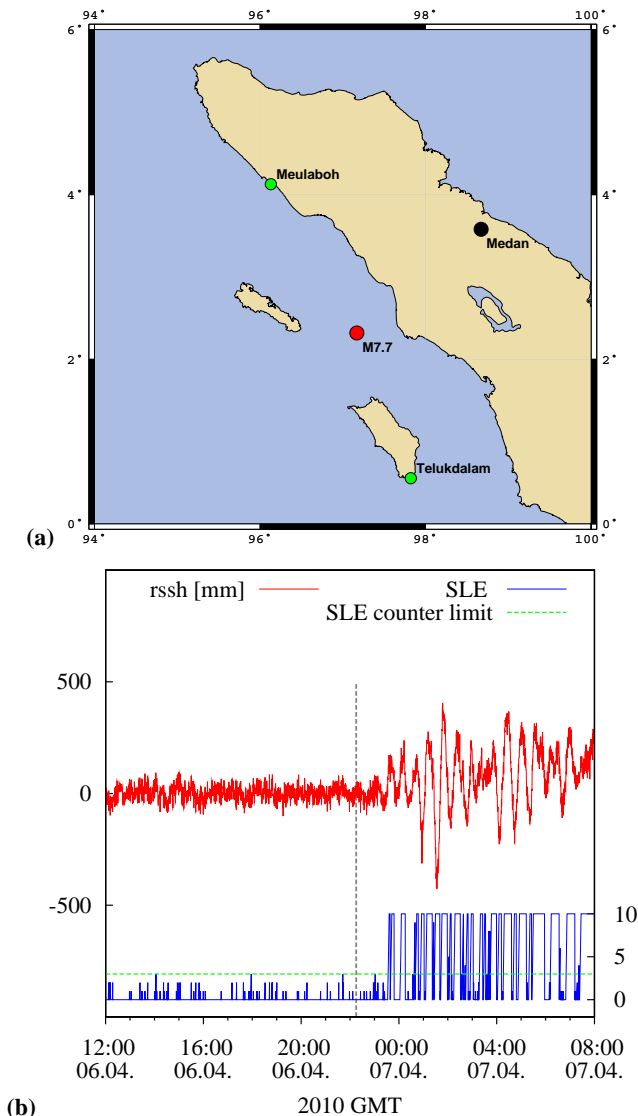 94° 96° 98° 100°
6° 6°
Meulaboh
4° 4°
Medan
M7.7
2° 2°
Telukdalam
0° 0°
(a) 94° 96° 98° 100°
rssh [mm] SLE
SLE counter limit
500
0
-500 10
5
0
12:00 16:00 20:00 00:00 04:00 08:00
06.04. 06.04. 06.04. 07.04. 07.04. 07.04.
(b) 2010 GMT